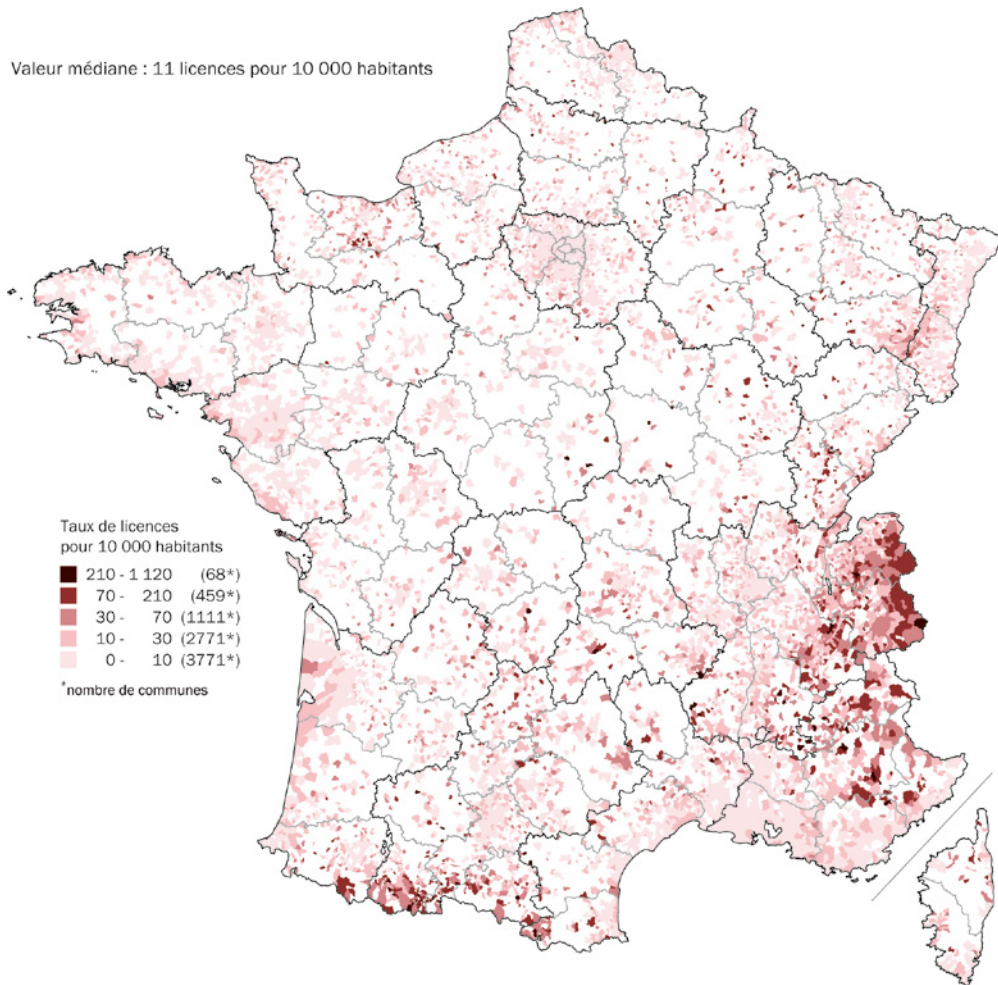 Valeur médiane : 11 licences pour 10 000 habitants
Taux de licences
pour 10 000 habitants
210 - 1 120 (68*)
70 - 210 (459*)
30 - 70 (1111*)
10 - 30 (2771*)
0 - 10 (3771*)
*nombre de communes